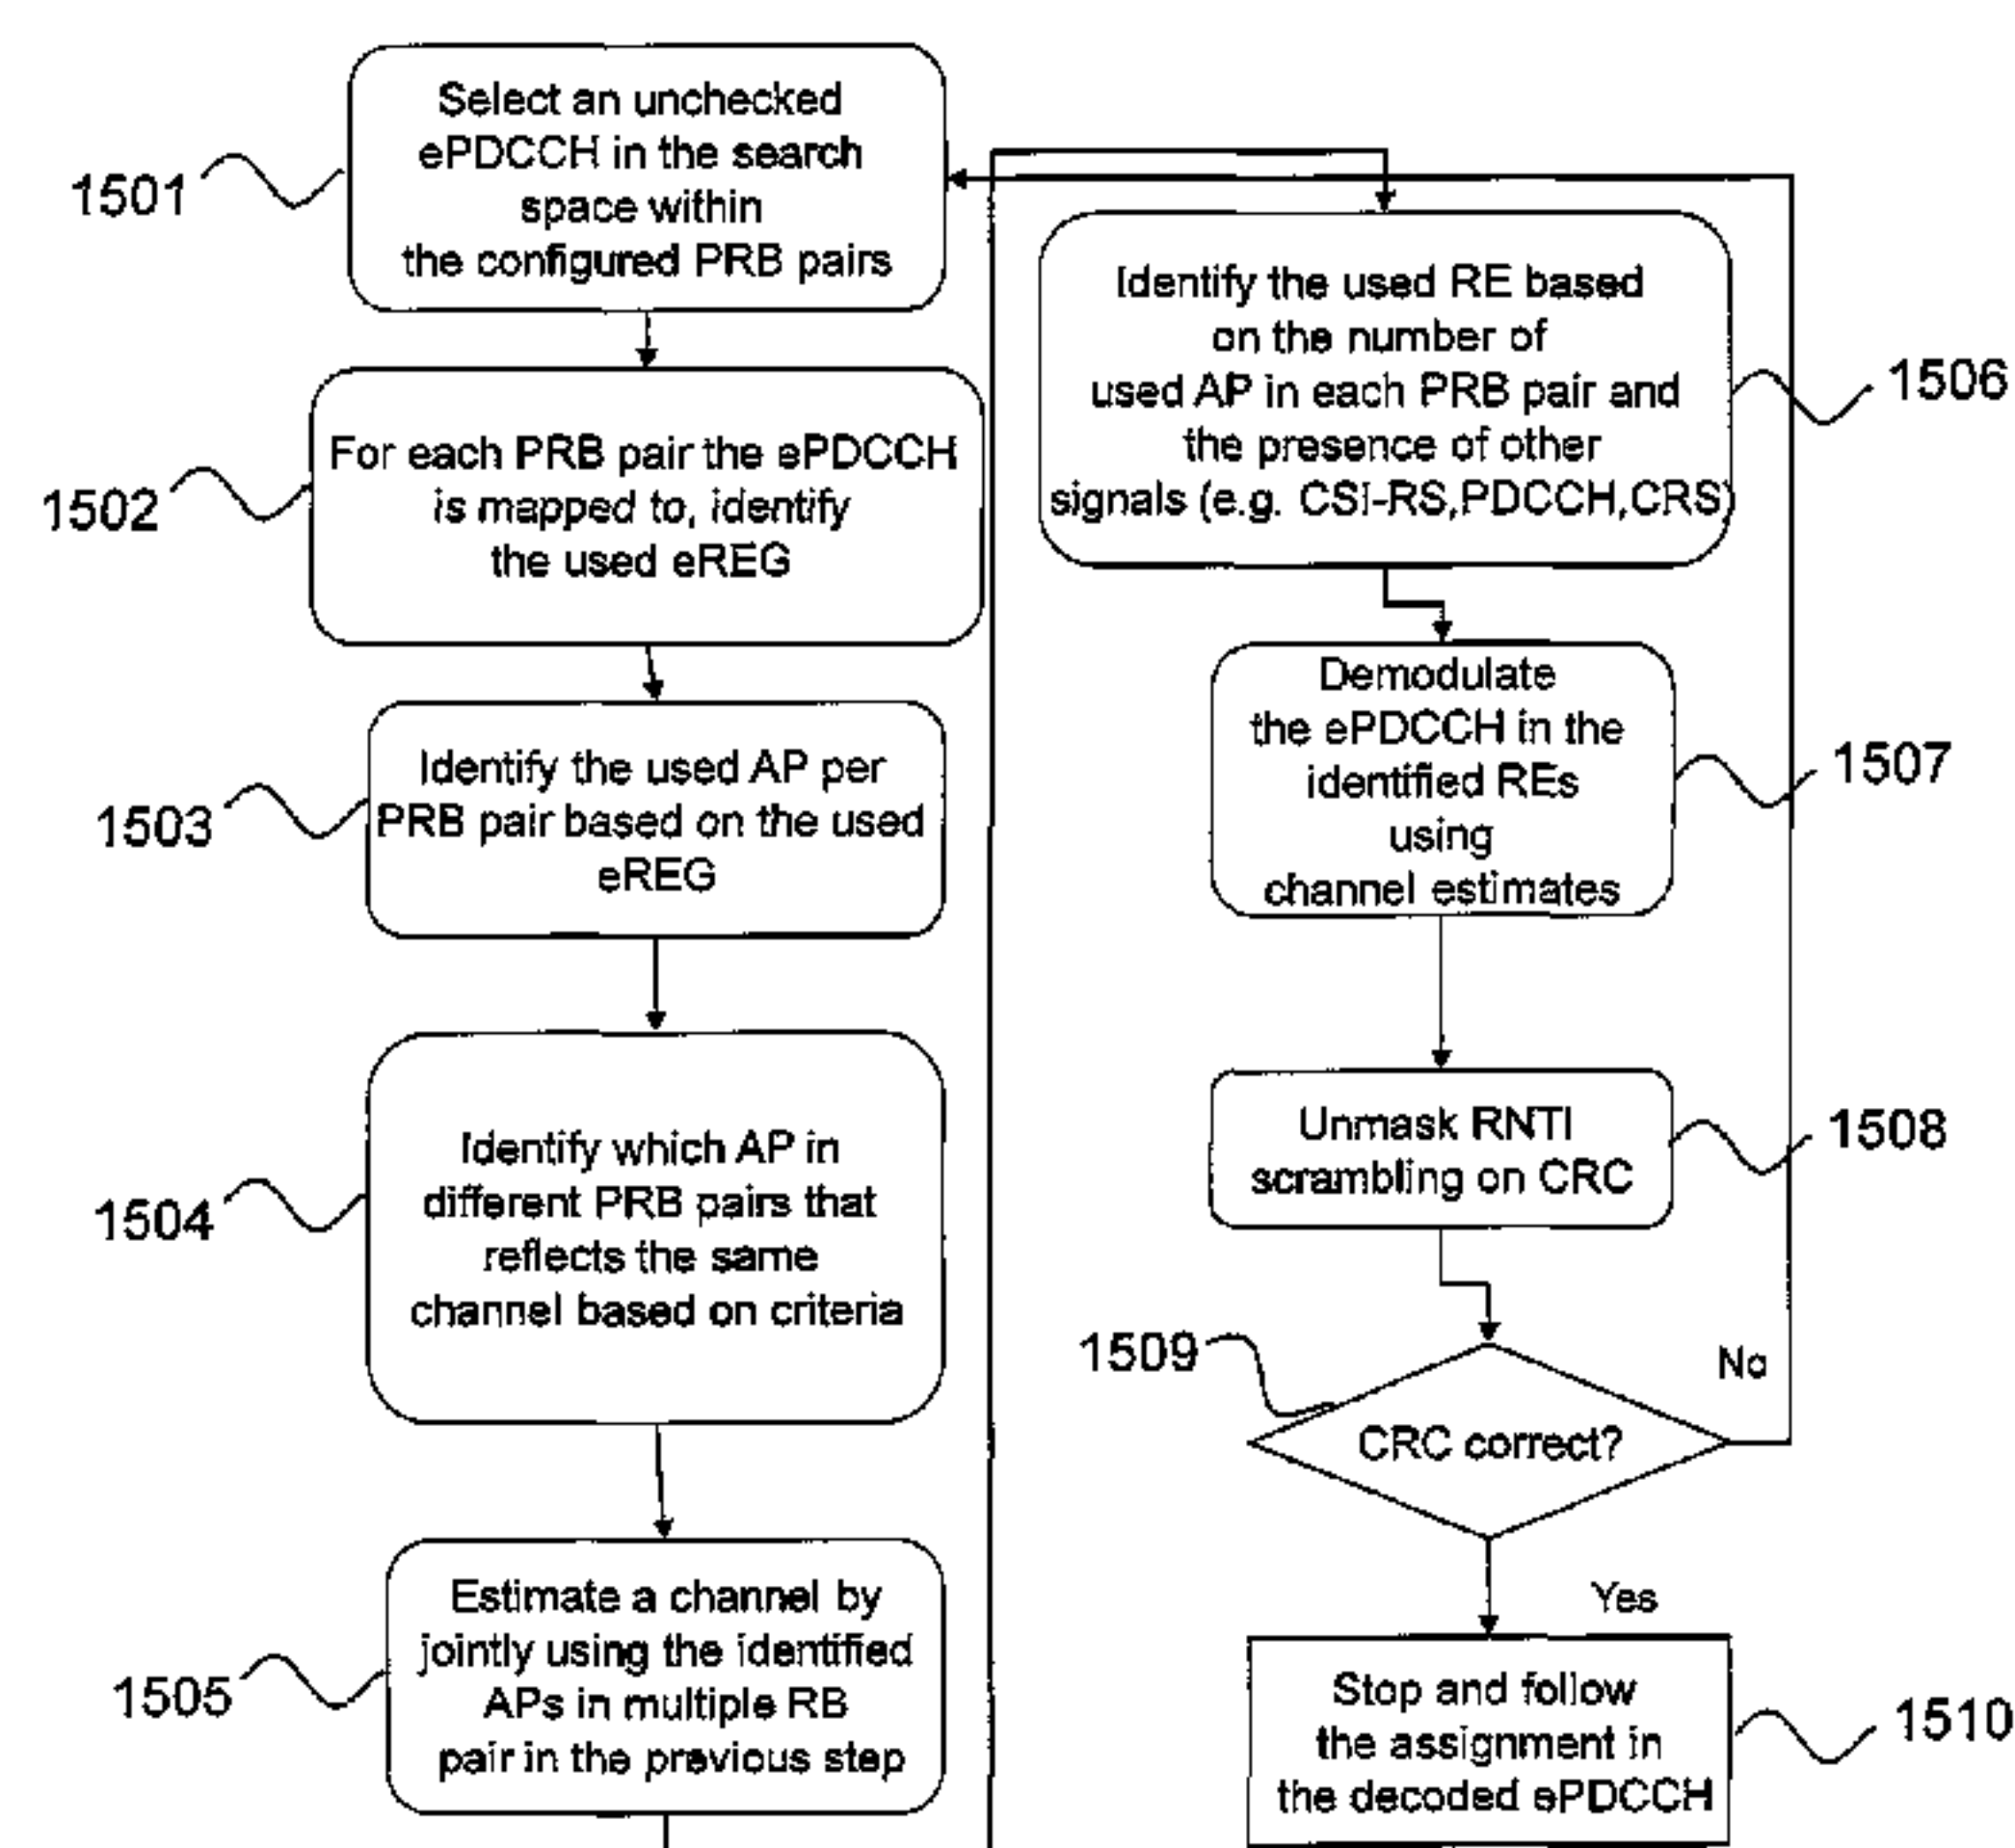 1501
Select an unchecked
ePDCCH in the search
space within
the configured PRB pairs
1502
For each PRB pair the ePDCCH
is mapped to, identify
the used eREG
1503
Identify the used AP per
PRB pair based on the used
eREG
1504
Identify which AP in
different PRB pairs that
reflects the same
channel based on criteria
1505
Estimate a channel by
jointly using the identified
APs in multiple RB
pair in the previous step
Identify the used RE based
on the number of
used AP in each PRB pair and
the presence of other
signals (e.g. CSI-RS,PDCCH,CRS)
1506
Demodulate
the ePDCCH in the
identified REs
using
channel estimates
1507
Unmask RNTI
scrambling on CRC
1508
1509
CRC correct?
No
Yes
Stop and follow
the assignment in
the decoded ePDCCH
1510